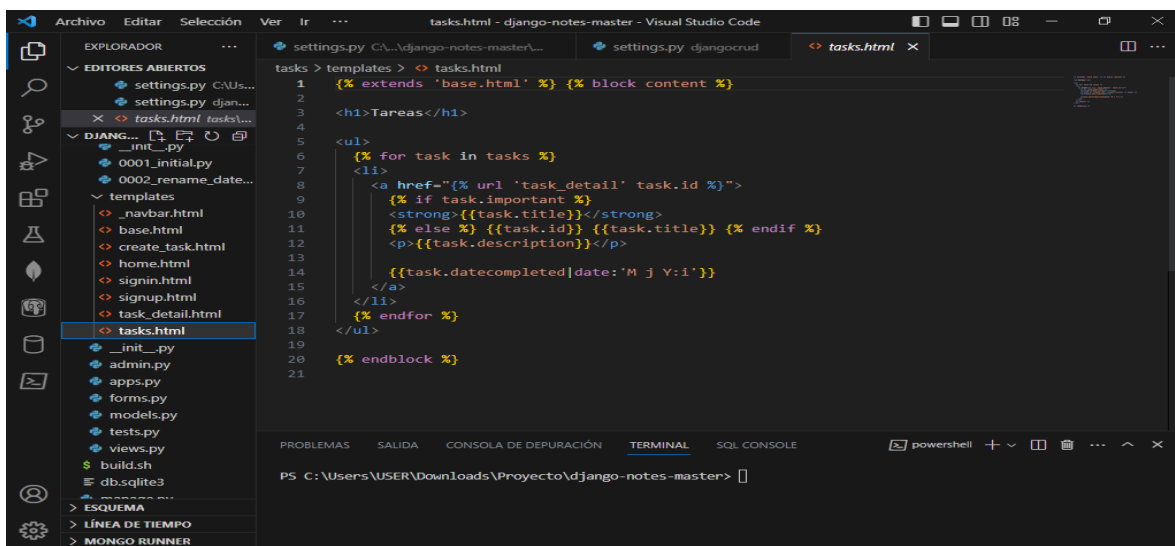 Archivo Editar Selección Ver Ir ··· tasks.html - django-notes-master - Visual Studio Code
EXPLORADOR ···
EDITORES ABIERTOS
settings.py C:\Us...
settings.py djan...
tasks.html tasks\...
DJANG...
__init__.py
0001_initial.py
0002_rename_date...
templates
_navbar.html
base.html
create_task.html
home.html
signin.html
signup.html
task_detail.html
tasks.html
__init__.py
admin.py
apps.py
forms.py
models.py
tests.py
views.py
build.sh
db.sqlite3
ESQUEMA
LÍNEA DE TIEMPO
MONGO RUNNER
settings.py C:\...\django-notes-master\... settings.py djangocrud tasks.html
tasks > templates > tasks.html
1 {% extends 'base.html' %} {% block content %}
2
3 <h1>Tareas</h1>
4
5 <ul>
6 {% for task in tasks %}
7 <li>
8 <a href="{% url 'task_detail' task.id %}">
9 {% if task.important %}
10 <strong>{{task.title}}</strong>
11 {% else %} {{task.id}} {{task.title}} {% endif %}
12 <p>{{task.description}}</p>
13
14 {{task.datecompleted|date:'M j Y:i'}}
15 </a>
16 </li>
17 {% endfor %}
18 </ul>
19
20 {% endblock %}
21
PROBLEMAS SALIDA CONSOLA DE DEPURACIÓN TERMINAL SQL CONSOLE powershell
PS C:\Users\USER\Downloads\Proyecto\django-notes-master>